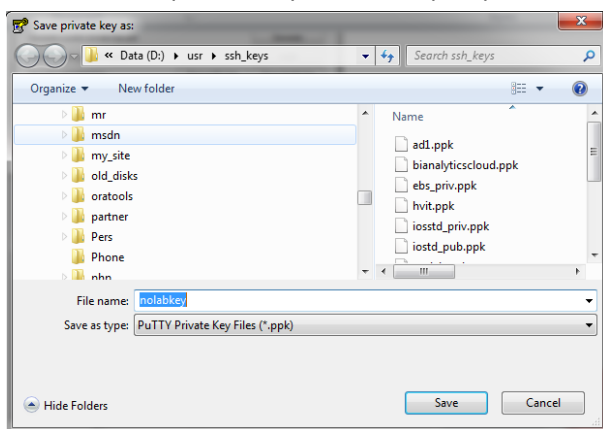 Save private key as:
« Data (D:) ▸ usr ▸ ssh_keys
Search ssh_keys
Organize
New folder
mr
msdn
my_site
old_disks
oratools
partner
Pers
Phone
php
Name
ad1.ppk
bianalyticscloud.ppk
ebs_priv.ppk
hvit.ppk
iosstd_priv.ppk
iostd_pub.ppk
File name: nolabkey
Save as type: PuTTY Private Key Files (*.ppk)
Hide Folders
Save
Cancel